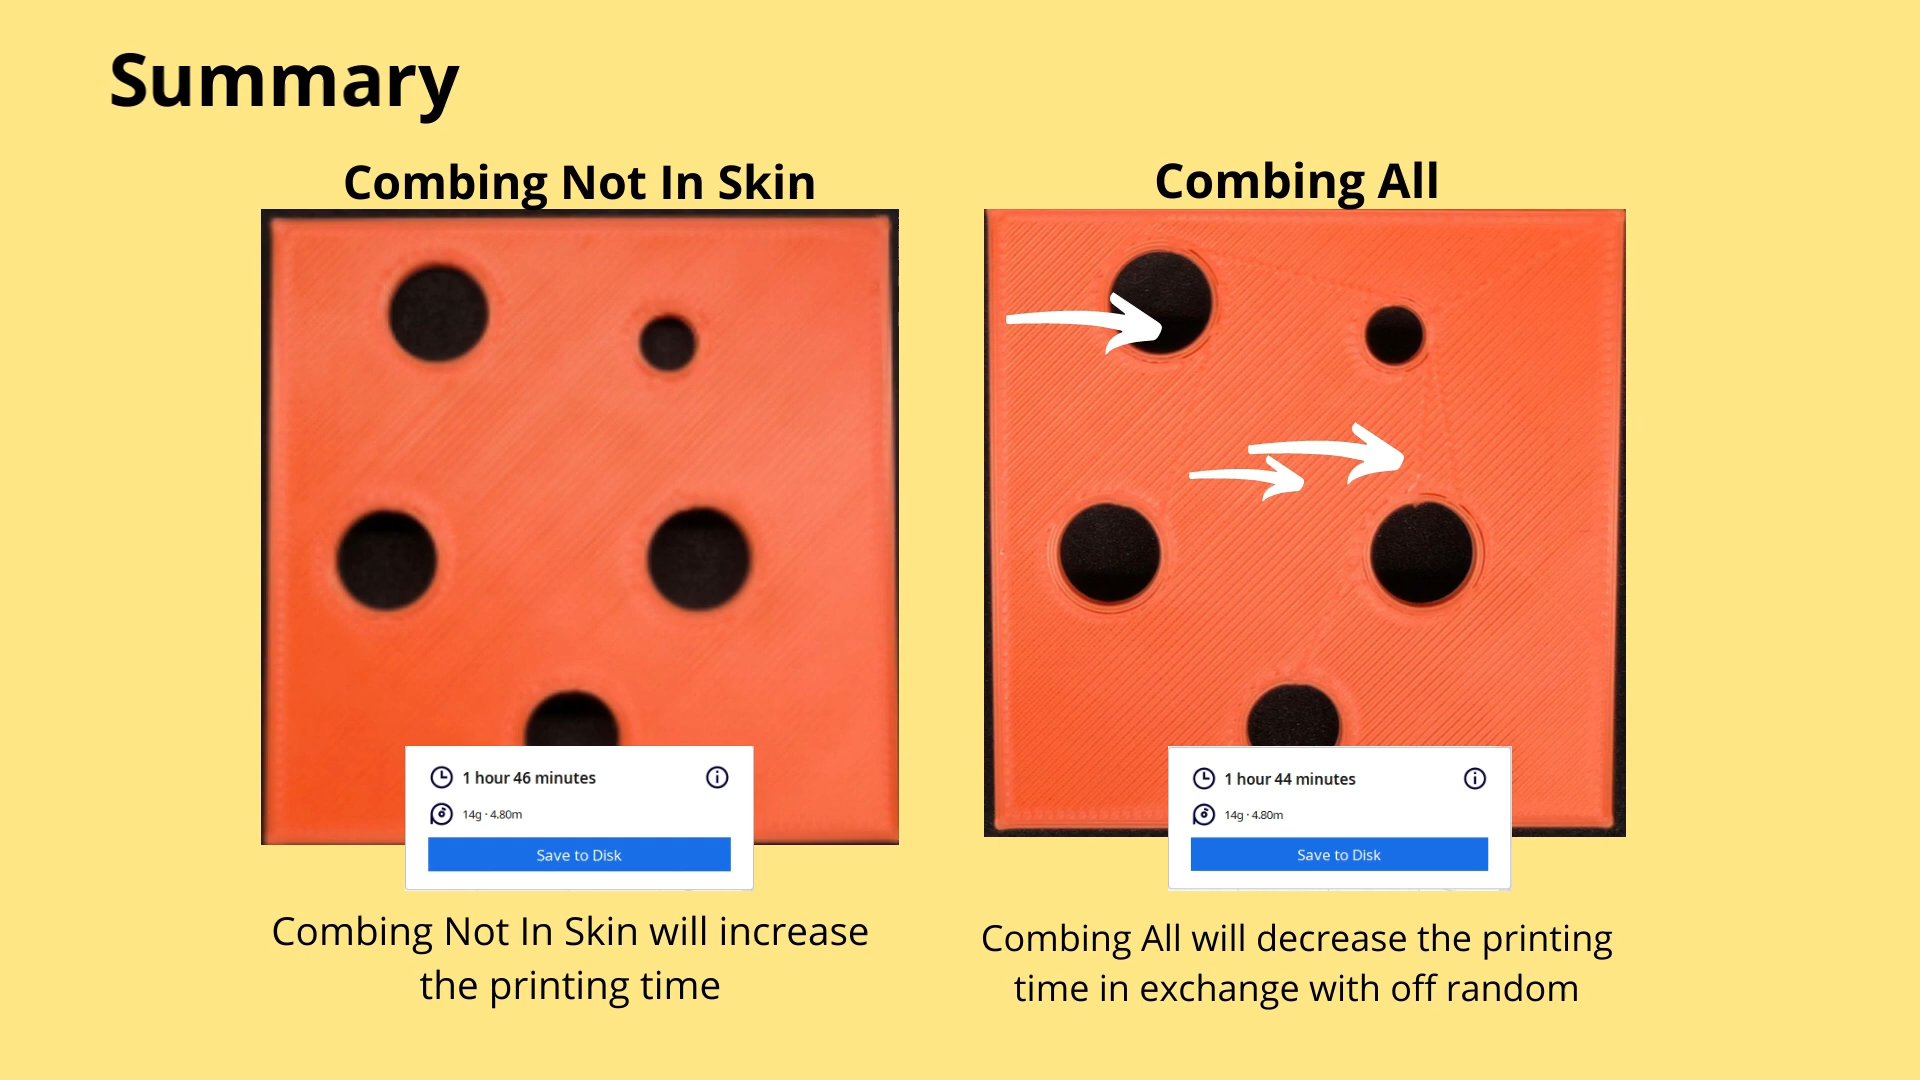 Summary
Combing Not In Skin
Combing All
1 hour 46 minutes
14g · 4.80m
Save to Disk
1 hour 44 minutes
14g · 4.80m
Save to Disk
Combing Not In Skin will increase
the printing time
Combing All will decrease the printing
time in exchange with off random